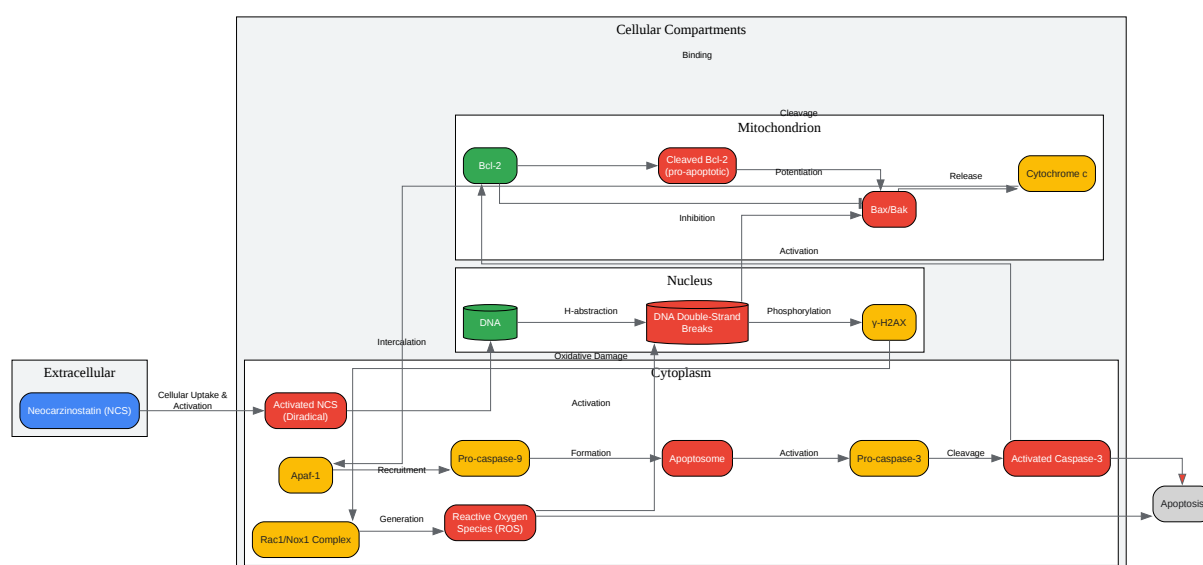 Cellular Compartments
Binding
Cleavage
Mitochondrion
Bcl-2
Cleaved Bcl-2
(pro-apoptotic)
Potentiation
Release
Cytochrome c
Bax/Bak
Inhibition
Activation
Nucleus
DNA
H-abstraction
DNA Double-Strand
Breaks
Phosphorylation
γ-H2AX
Intercalation
Oxidative Damage
Extracellular
Cytoplasm
Neocarzinostatin (NCS)
Cellular Uptake &
Activation
Activated NCS
(Diradical)
Activation
Apaf-1
Recruitment
Pro-caspase-9
Formation
Apoptosome
Activation
Pro-caspase-3
Cleavage
Activated Caspase-3
Apoptosis
Rac1/Nox1 Complex
Generation
Reactive Oxygen
Species (ROS)